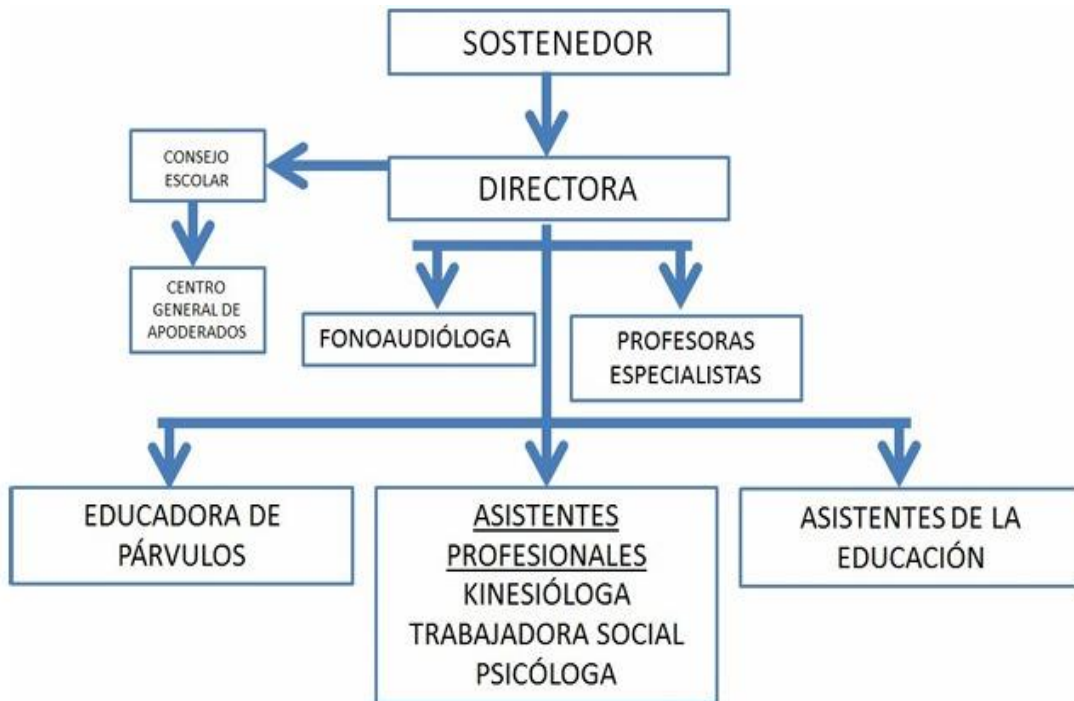 SOSTENEDOR
CONSEJO
ESCOLAR
DIRECTORA
CENTRO
GENERAL DE
APODERADOS
FONOAUDIÓLOGA
PROFESORAS
ESPECIALISTAS
EDUCADORA DE
PÁRVULOS
ASISTENTES
PROFESIONALES
KINESIÓLOGA
TRABAJADORA SOCIAL
PSICÓLOGA
ASISTENTES DE LA
EDUCACIÓN